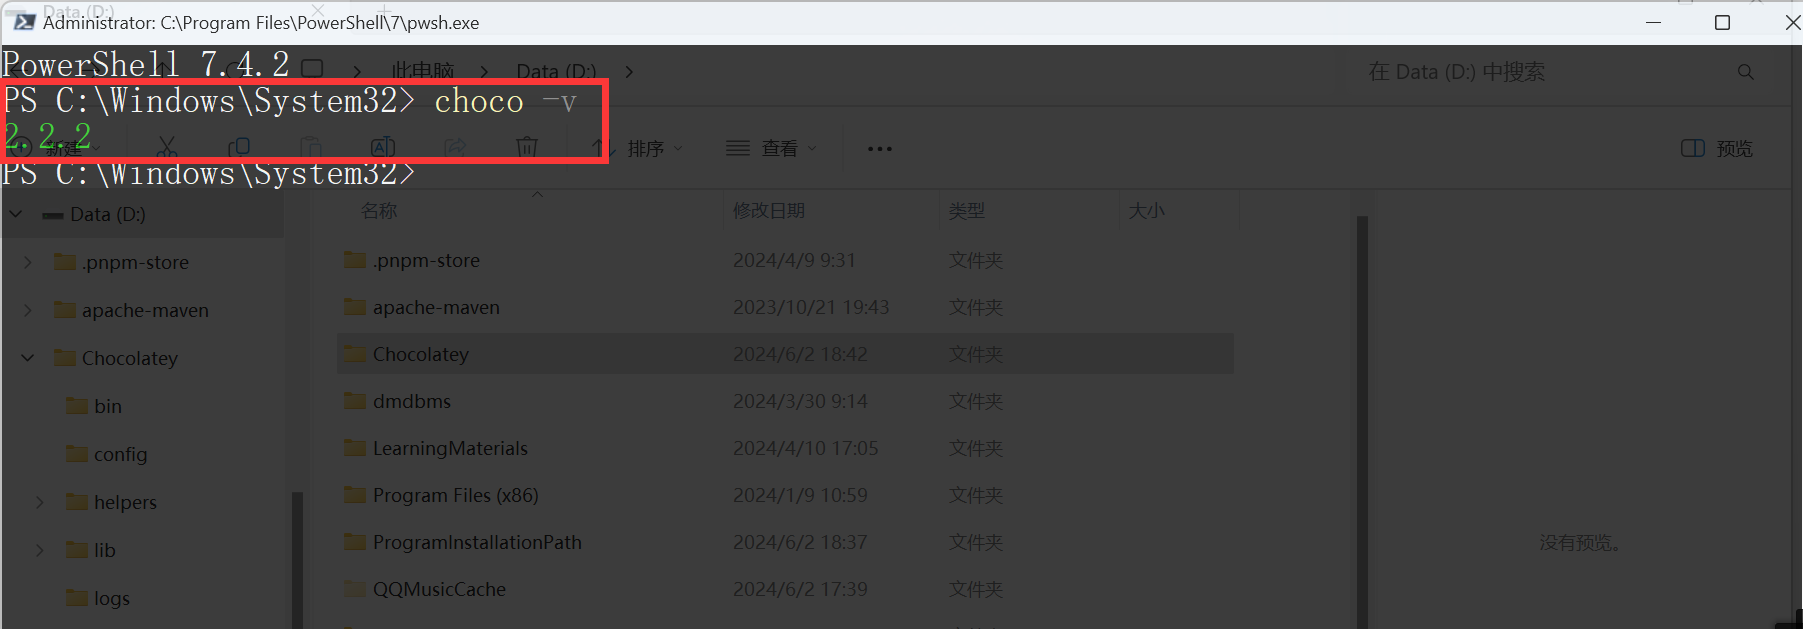 Data (D:)
Administrator: C:\Program Files\PowerShell\7\pwsh.exe
PowerShell 7.4.2
此电脑 Data (D:) 在 Data (D:) 中搜索
PS C:\Windows\System32> choco -v
2.2.2
新建 排序 查看 预览
PS C:\Windows\System32>
名称 修改日期 类型 大小
Data (D:)
.pnpm-store
apache-maven
Chocolatey
bin
config
helpers
lib
logs
.pnpm-store 2024/4/9 9:31 文件夹
apache-maven 2023/10/21 19:43 文件夹
Chocolatey 2024/6/2 18:42 文件夹
dmdbms 2024/3/30 9:14 文件夹
LearningMaterials 2024/4/10 17:05 文件夹
Program Files (x86) 2024/1/9 10:59 文件夹
ProgramInstallationPath 2024/6/2 18:37 文件夹
QQMusicCache 2024/6/2 17:39 文件夹
没有预览。